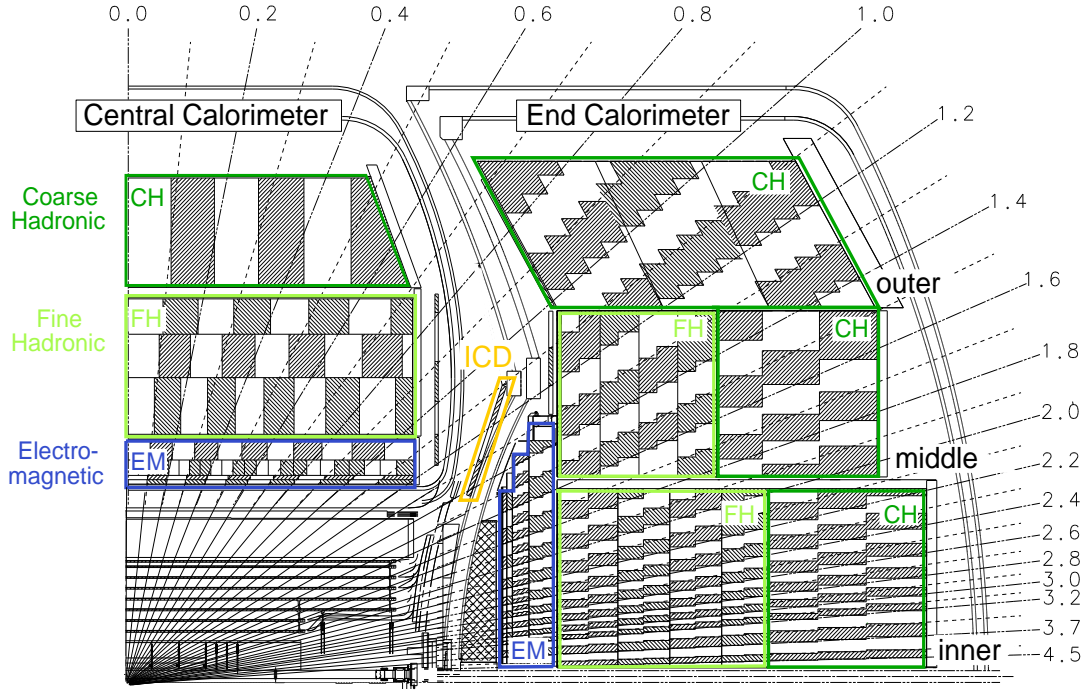 0.0 0.2 0.4 0.6 0.8 1.0
Central Calorimeter
End Calorimeter
1.2
Coarse
Hadronic
CH
CH
1.4
outer
1.6
Fine
Hadronic
FH
ICD
FH
CH
1.8
2.0
Electro-
magnetic
EM
middle
2.2
2.4
FH
CH
2.6
2.8
3.0
3.2
3.7
EM
inner
4.5